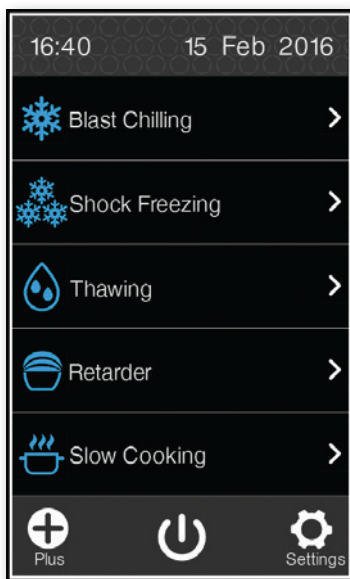 16:40 15 Feb 2016
Blast Chilling
Shock Freezing
Thawing
Retarder
Slow Cooking
Plus Settings